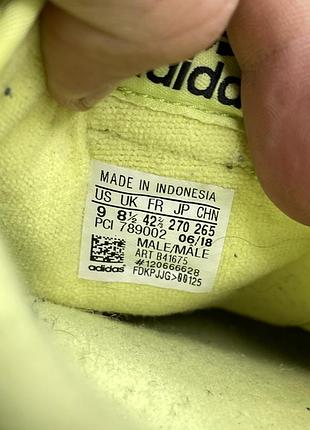 adidas
MADE IN INDONESIA
US UK FR JP CHN
9 8½ 42⅔ 270 265
PCI 789002 06/18
MALE/MÂLE
ART B41675
#120666628
adidas FDKPJJG>00125